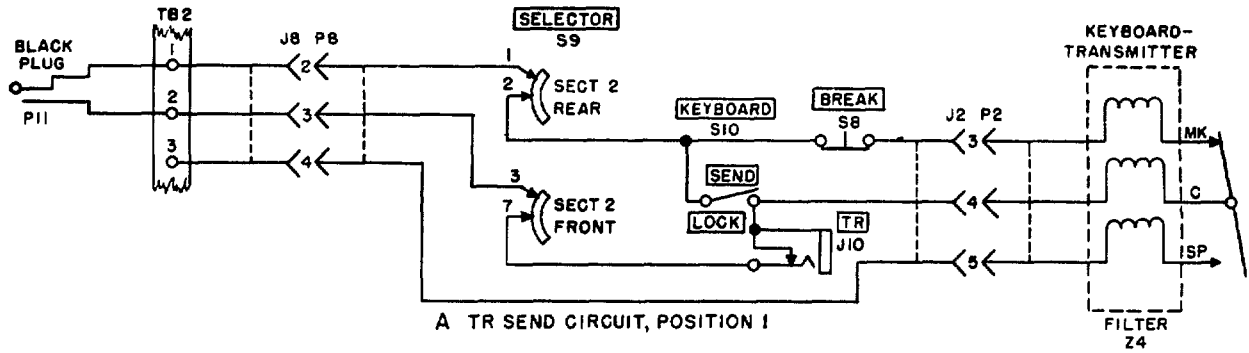 TB2
SELECTOR
S9
J8 P8
BLACK
PLUG
P11
1
2
3
2
3
4
1
2
SECT 2
REAR
3
7
SECT 2
FRONT
KEYBOARD
S10
BREAK
S8
SEND
LOCK
TR
J10
J2 P2
3
4
5
KEYBOARD-
TRANSMITTER
MK
C
SP
FILTER
Z4
A TR SEND CIRCUIT, POSITION 1